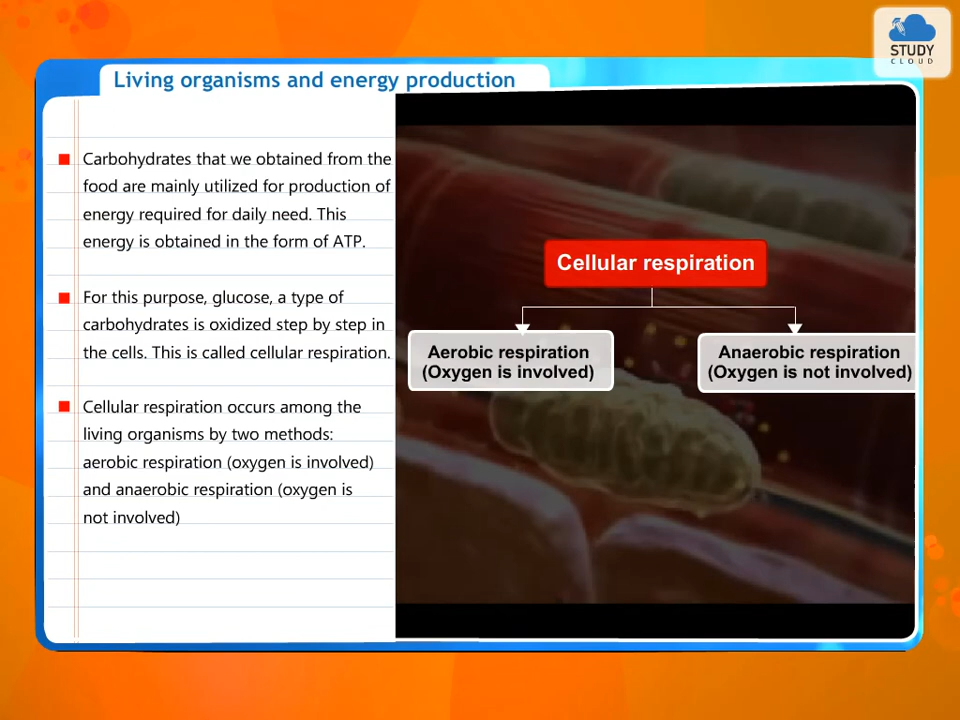 STUDY
CLOUD
Living organisms and energy production
Carbohydrates that we obtained from the
food are mainly utilized for production of
energy required for daily need. This
energy is obtained in the form of ATP.
For this purpose, glucose, a type of
carbohydrates is oxidized step by step in
the cells. This is called cellular respiration.
Cellular respiration occurs among the
living organisms by two methods:
aerobic respiration (oxygen is involved)
and anaerobic respiration (oxygen is
not involved)
Cellular respiration
Aerobic respiration
(Oxygen is involved)
Anaerobic respiration
(Oxygen is not involved)